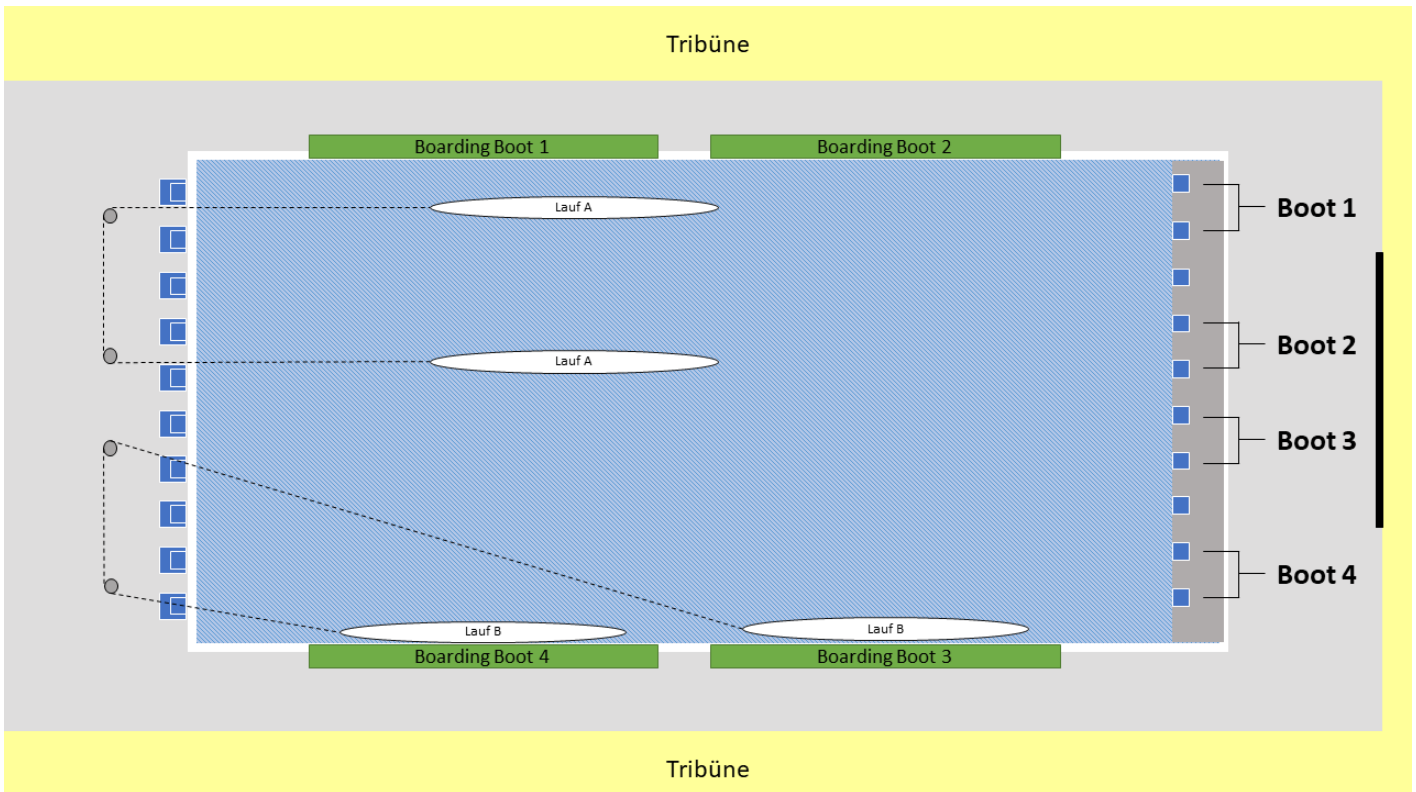 Tribüne
Boarding Boot 1
Boarding Boot 2
Lauf A
Boot 1
Boot 2
Lauf A
Boot 3
Boot 4
Lauf B
Lauf B
Boarding Boot 4
Boarding Boot 3
Tribüne